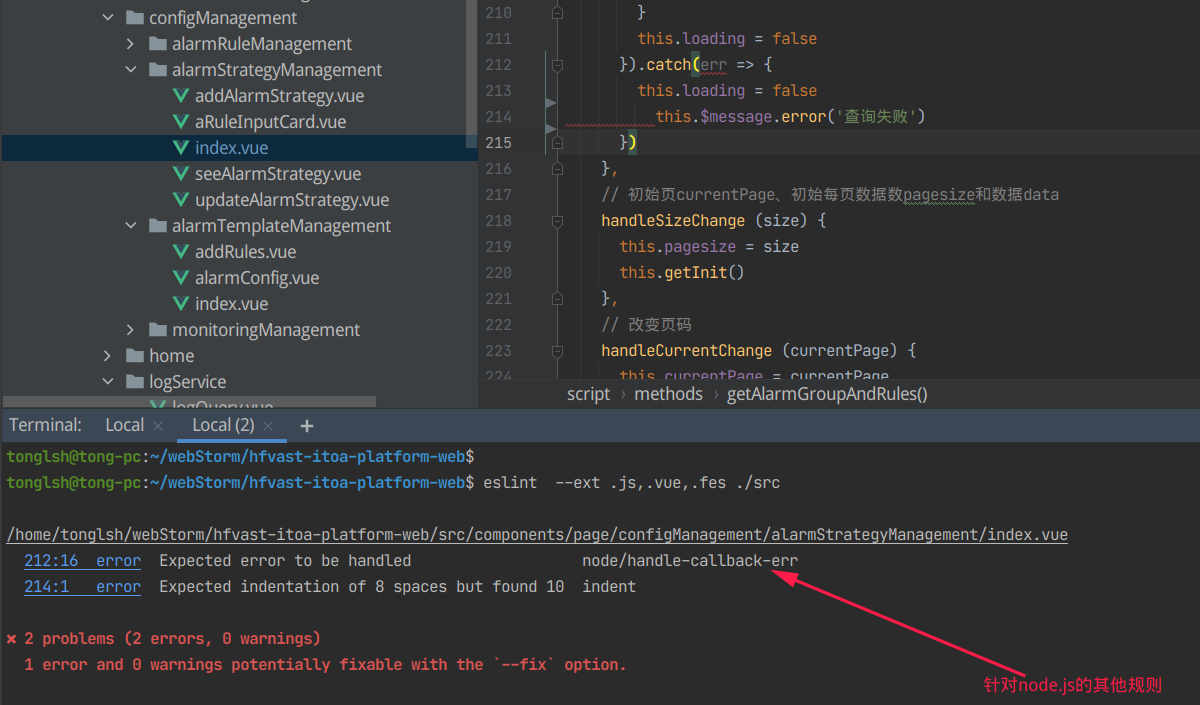 configManagement
alarmRuleManagement
alarmStrategyManagement
addAlarmStrategy.vue
aRuleInputCard.vue
index.vue
seeAlarmStrategy.vue
updateAlarmStrategy.vue
alarmTemplateManagement
addRules.vue
alarmConfig.vue
index.vue
monitoringManagement
home
logService
logQuery.vue
210 }
211 this.loading = false
212 }).catch(err => {
213 this.loading = false
214 this.$message.error('查询失败')
215 })
216 },
217 // 初始页currentPage、初始每页数据数pagesize和数据data
218 handleSizeChange (size) {
219 this.pagesize = size
220 this.getInit()
221 },
222 // 改变页码
223 handleCurrentChange (currentPage) {
224 this.currentPage = currentPage
script › methods › getAlarmGroupAndRules()
Terminal: Local × Local (2) × +
tonglsh@tong-pc:~/webStorm/hfvast-itoa-platform-web$
tonglsh@tong-pc:~/webStorm/hfvast-itoa-platform-web$ eslint --ext .js,.vue,.fes ./src
/home/tonglsh/webStorm/hfvast-itoa-platform-web/src/components/page/configManagement/alarmStrategyManagement/index.vue
212:16 error Expected error to be handled node/handle-callback-err
214:1 error Expected indentation of 8 spaces but found 10 indent
✖ 2 problems (2 errors, 0 warnings)
1 error and 0 warnings potentially fixable with the `--fix` option.
针对node.js的其他规则